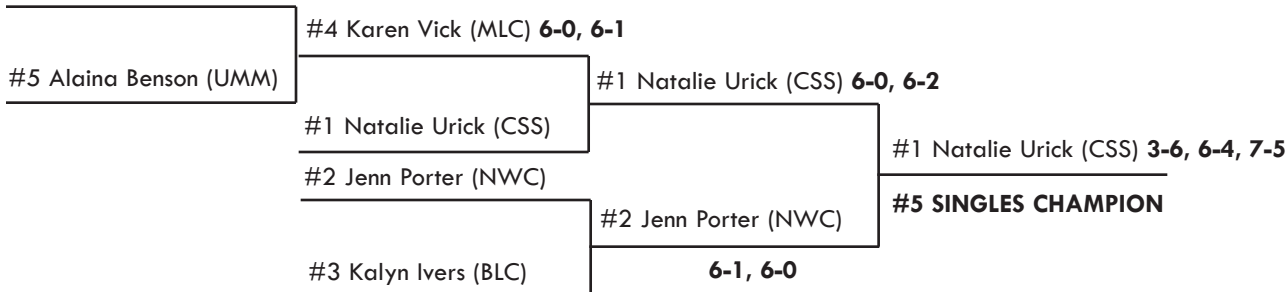 #4 Karen Vick (MLC) 6-0, 6-1
#5 Alaina Benson (UMM)
#1 Natalie Urick (CSS) 6-0, 6-2
#1 Natalie Urick (CSS)
#1 Natalie Urick (CSS) 3-6, 6-4, 7-5
#2 Jenn Porter (NWC)
#5 SINGLES CHAMPION
#2 Jenn Porter (NWC)
#3 Kalyn Ivers (BLC)
6-1, 6-0